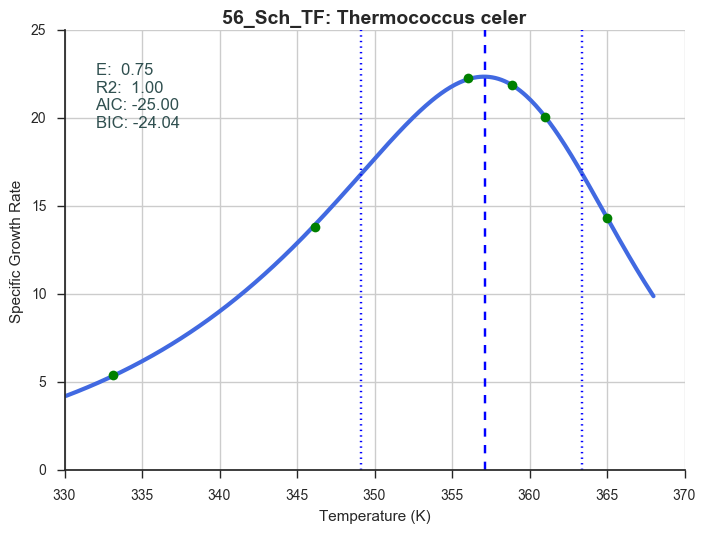 56_Sch_TF: Thermococcus celer
E:  0.75
R2:  1.00
AIC: -25.00
BIC: -24.04
Specific Growth Rate
25
20
15
10
5
0
330 335 340 345 350 355 360 365 370
Temperature (K)